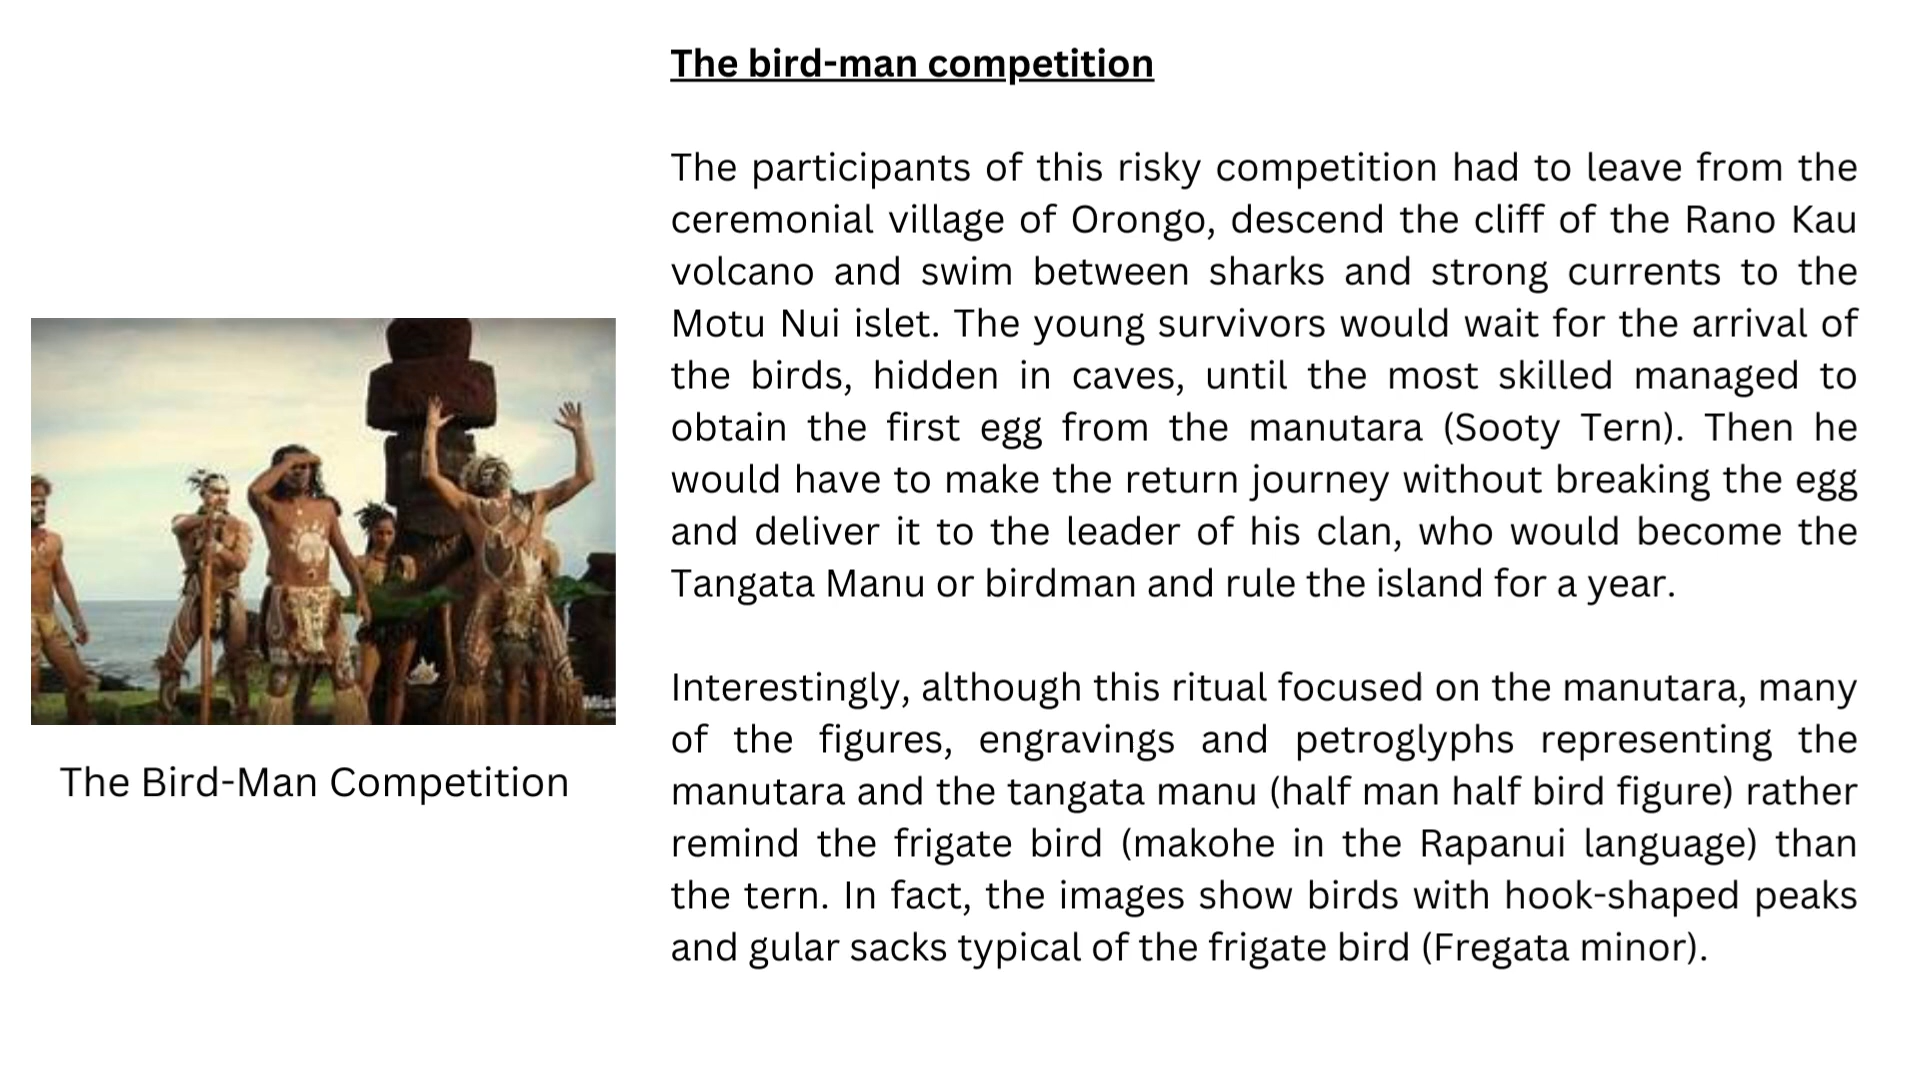 The bird-man competition
The participants of this risky competition had to leave from the
ceremonial village of Orongo, descend the cliff of the Rano Kau
volcano and swim between sharks and strong currents to the
Motu Nui islet. The young survivors would wait for the arrival of
the birds, hidden in caves, until the most skilled managed to
obtain the first egg from the manutara (Sooty Tern). Then he
would have to make the return journey without breaking the egg
and deliver it to the leader of his clan, who would become the
Tangata Manu or birdman and rule the island for a year.
Interestingly, although this ritual focused on the manutara, many
of the figures, engravings and petroglyphs representing the
manutara and the tangata manu (half man half bird figure) rather
remind the frigate bird (makohe in the Rapanui language) than
the tern. In fact, the images show birds with hook-shaped peaks
and gular sacks typical of the frigate bird (Fregata minor).
The Bird-Man Competition